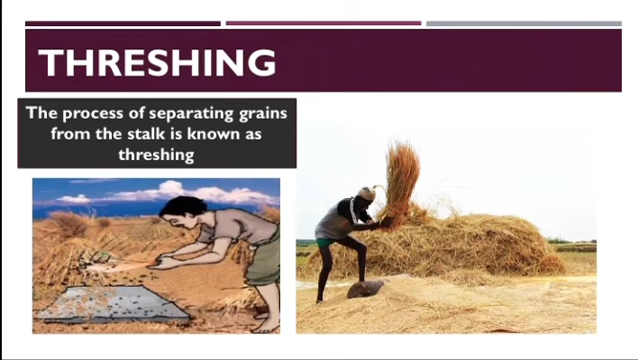 THRESHING
The process of separating grains
from the stalk is known as
threshing